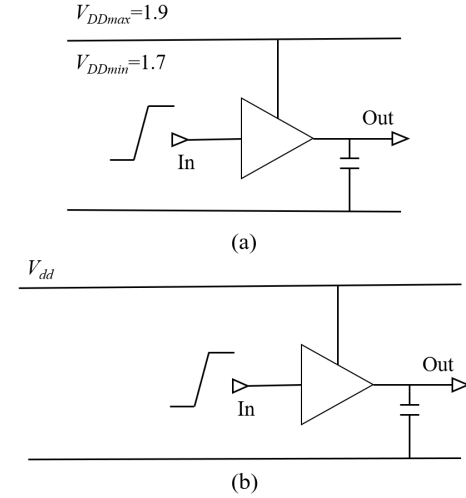 V_DDmax=1.9
V_DDmin=1.7
Out
In
(a)
V_dd
Out
In
(b)